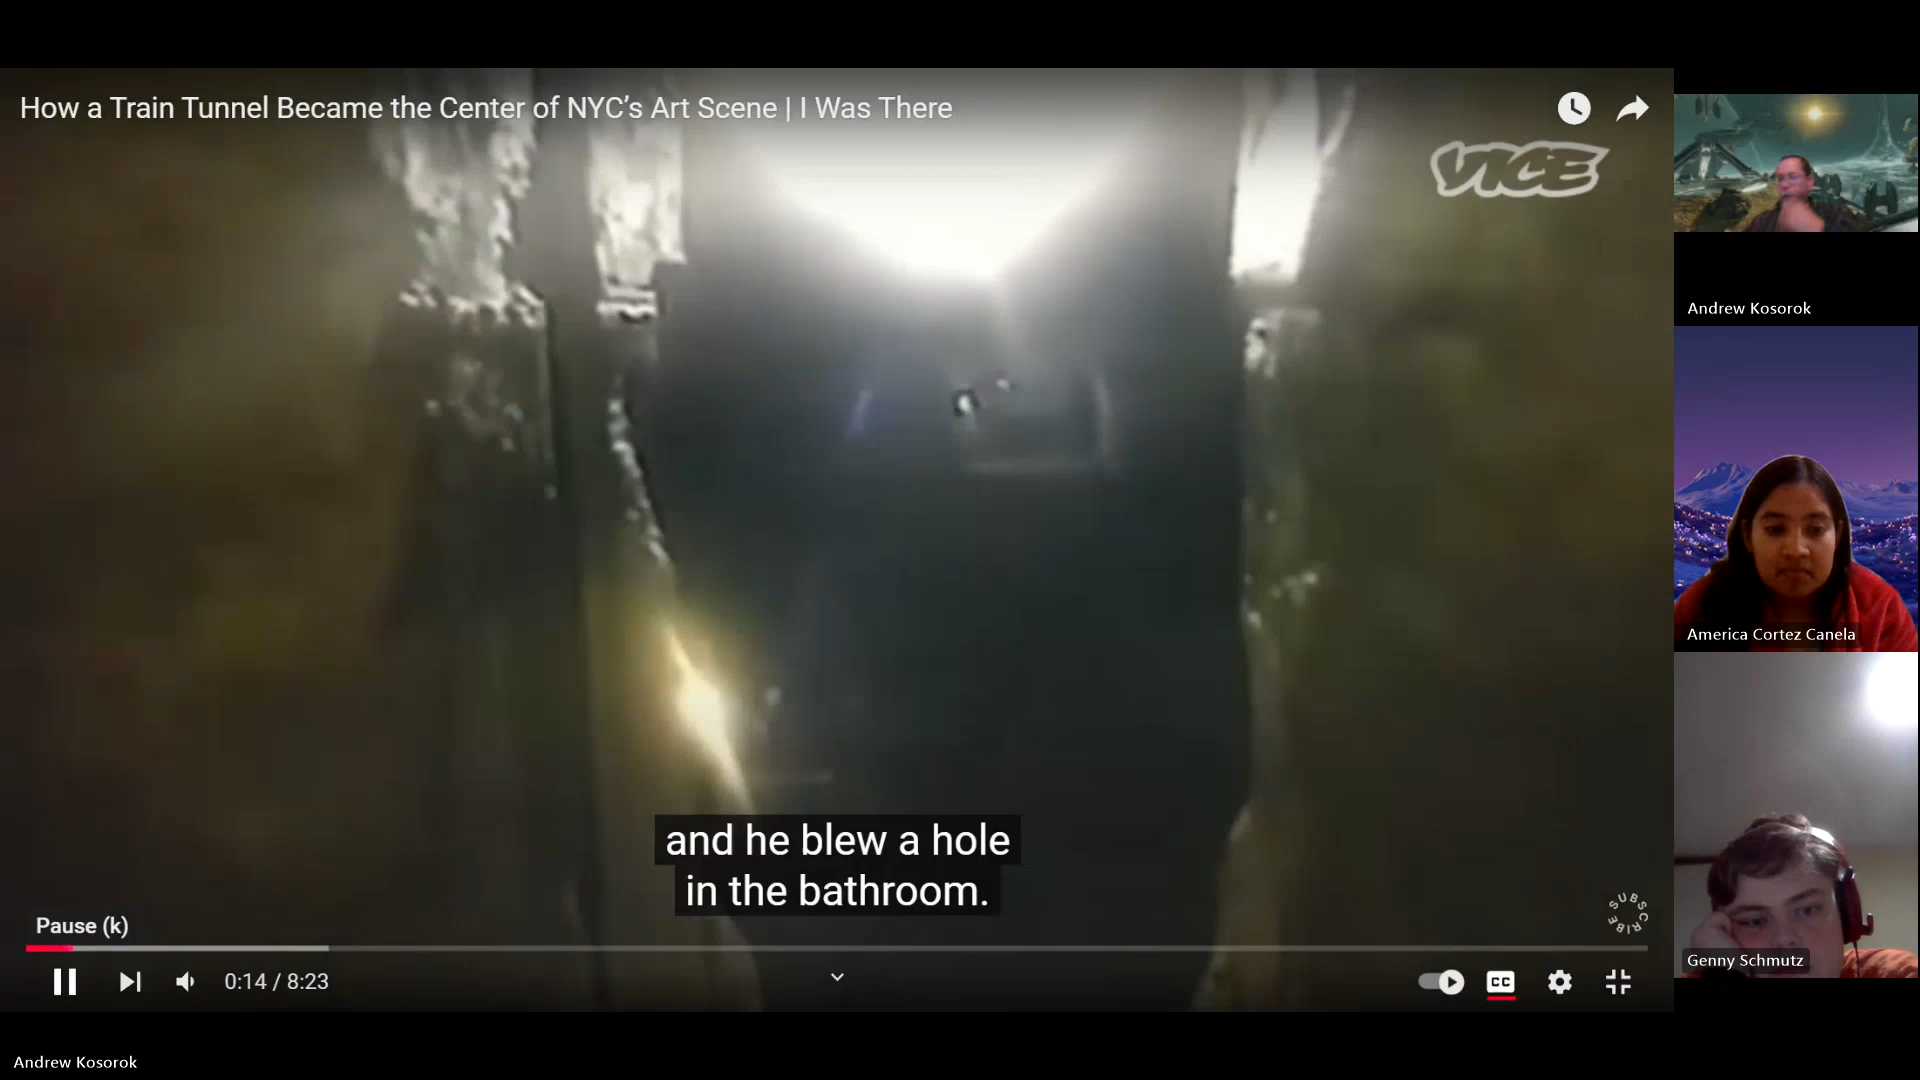 How a Train Tunnel Became the Center of NYC’s Art Scene | I Was There
VICE
Andrew Kosorok
America Cortez Canela
and he blew a hole
in the bathroom.
SUBSCRIBE
Pause (k)
Genny Schmutz
0:14 / 8:23
CC
Andrew Kosorok